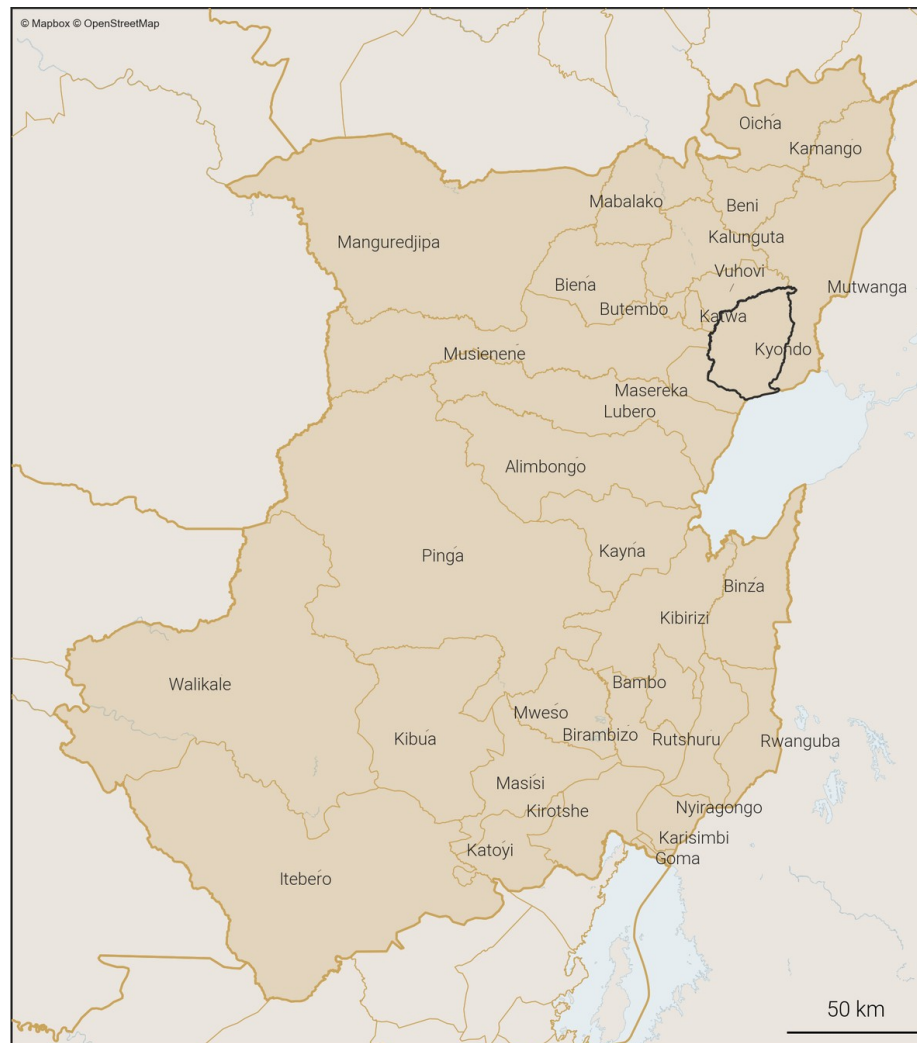 © Mapbox © OpenStreetMap
Oicha
Kamango
Mabalako
Beni
Manguredjipa
Kalunguta
Vuhovi
Biena
Mutwanga
Butembo
Katwa
Musienene
Kyondo
Masereka
Lubero
Alimbongo
Pinga
Kayna
Binza
Kibirizi
Walikale
Bambo
Mweso
Kibua
Birambizo
Rutshuru
Rwanguba
Masisi
Kirotshe
Nyiragongo
Karisimbi
Katoyi
Goma
Itebero
50 km